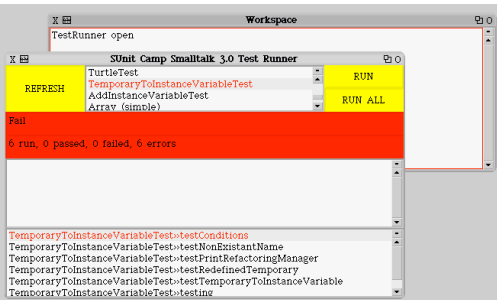 X Workspace O
TestRunner open
X SUnit Camp Smalltalk 3.0 Test Runner O
REFRESH
TurtleTest
TemporaryToInstanceVariableTest
AddInstanceVariableTest
Array (simple)
RUN
RUN ALL
Fail
6 run, 0 passed, 0 failed, 6 errors
TemporaryToInstanceVariableTest»testConditions
TemporaryToInstanceVariableTest»testNonExistantName
TemporaryToInstanceVariableTest»testPrintRefactoringManager
TemporaryToInstanceVariableTest»testRedefinedTemporary
TemporaryToInstanceVariableTest»testTemporaryToInstanceVariable
TemporaryToInstanceVariableTest»testing